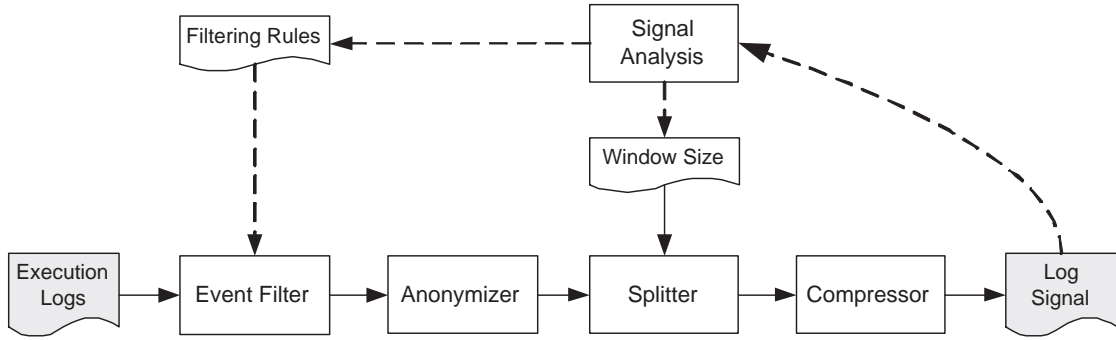 Filtering Rules
Signal
Analysis
Window Size
Execution
Logs
Event Filter
Anonymizer
Splitter
Compressor
Log
Signal